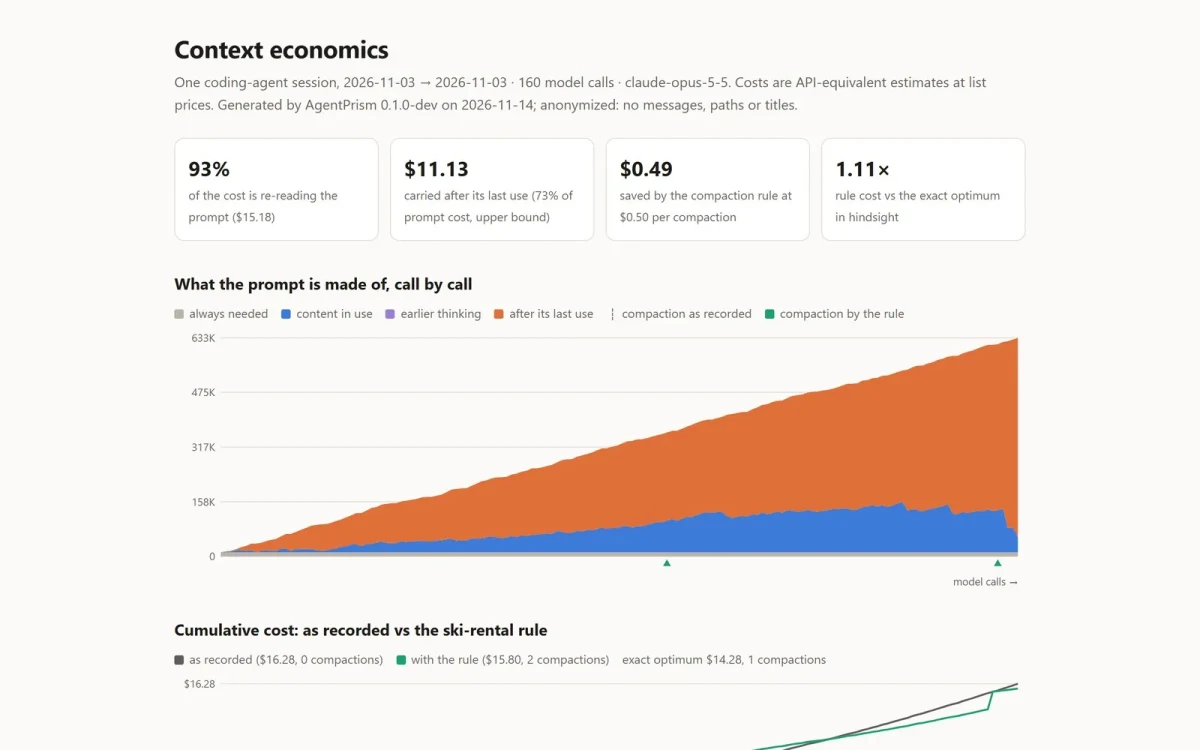 Context economics
One coding-agent session, 2026-11-03 → 2026-11-03 · 160 model calls · claude-opus-5-5. Costs are API-equivalent estimates at list
prices. Generated by AgentPrism 0.1.0-dev on 2026-11-14; anonymized: no messages, paths or titles.
93%
of the cost is re-reading the
prompt ($15.18)
$11.13
carried after its last use (73% of
prompt cost, upper bound)
$0.49
saved by the compaction rule at
$0.50 per compaction
1.11×
rule cost vs the exact optimum
in hindsight
What the prompt is made of, call by call
always needed content in use earlier thinking after its last use compaction as recorded compaction by the rule
633K
475K
317K
158K
0
model calls →
Cumulative cost: as recorded vs the ski-rental rule
as recorded ($16.28, 0 compactions) with the rule ($15.80, 2 compactions) exact optimum $14.28, 1 compactions
$16.28